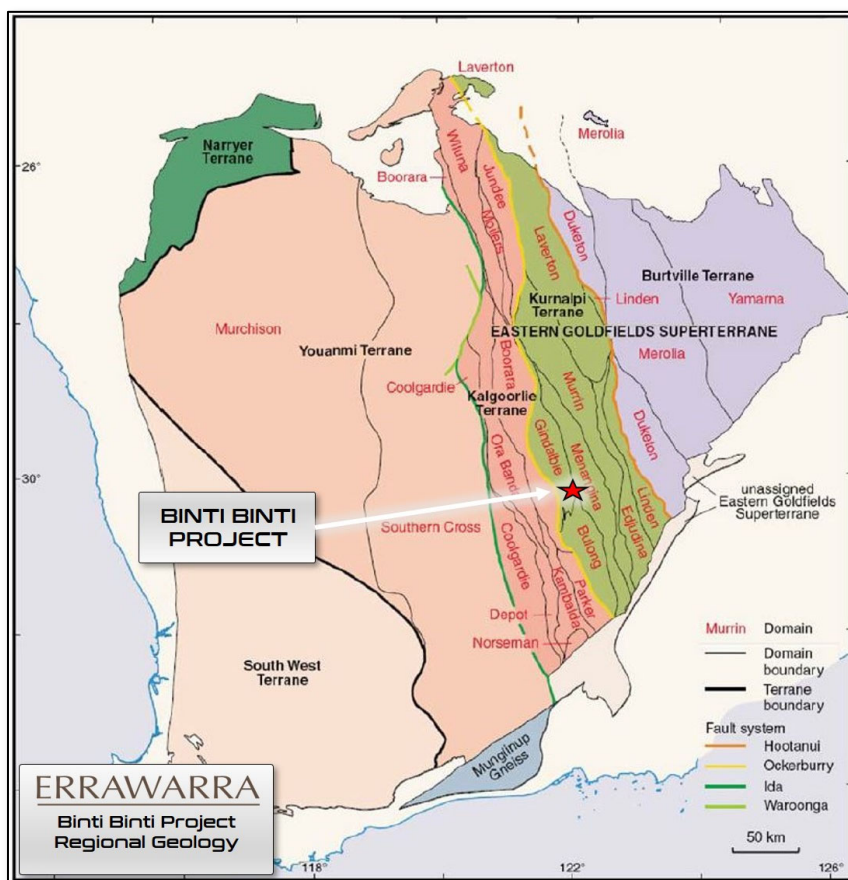 Laverton
Narryer
Terrane
Merolia
26°
Wiluna
Boorara
Jundee
Moilers
Duketon
Laverton
Burtville Terrane
Kurnalpi
Terrane
Linden
Yamarna
Murchison
EASTERN GOLDFIELDS SUPERTERRANE
Youanmi Terrane
Boorara
Merolia
Coolgardie
Kalgoorlie
Terrane
Murrin
Gindalbie
Duketon
Ora Banda
Menangina
30°
unassigned
Eastern Goldfields
Superterrane
BINTI BINTI
PROJECT
Linden
Edjudina
Southern Cross
Coolgardie
Bulong
Parker
Kambalda
Depot
Norseman
South West
Terrane
Murrin Domain
Domain
boundary
Terrane
boundary
Fault system
Hootanui
Ockerburry
Ida
Waroonga
Munglinup
Gneiss
ERRAWARRA
Binti Binti Project
Regional Geology
50 km
118°
122°
126°